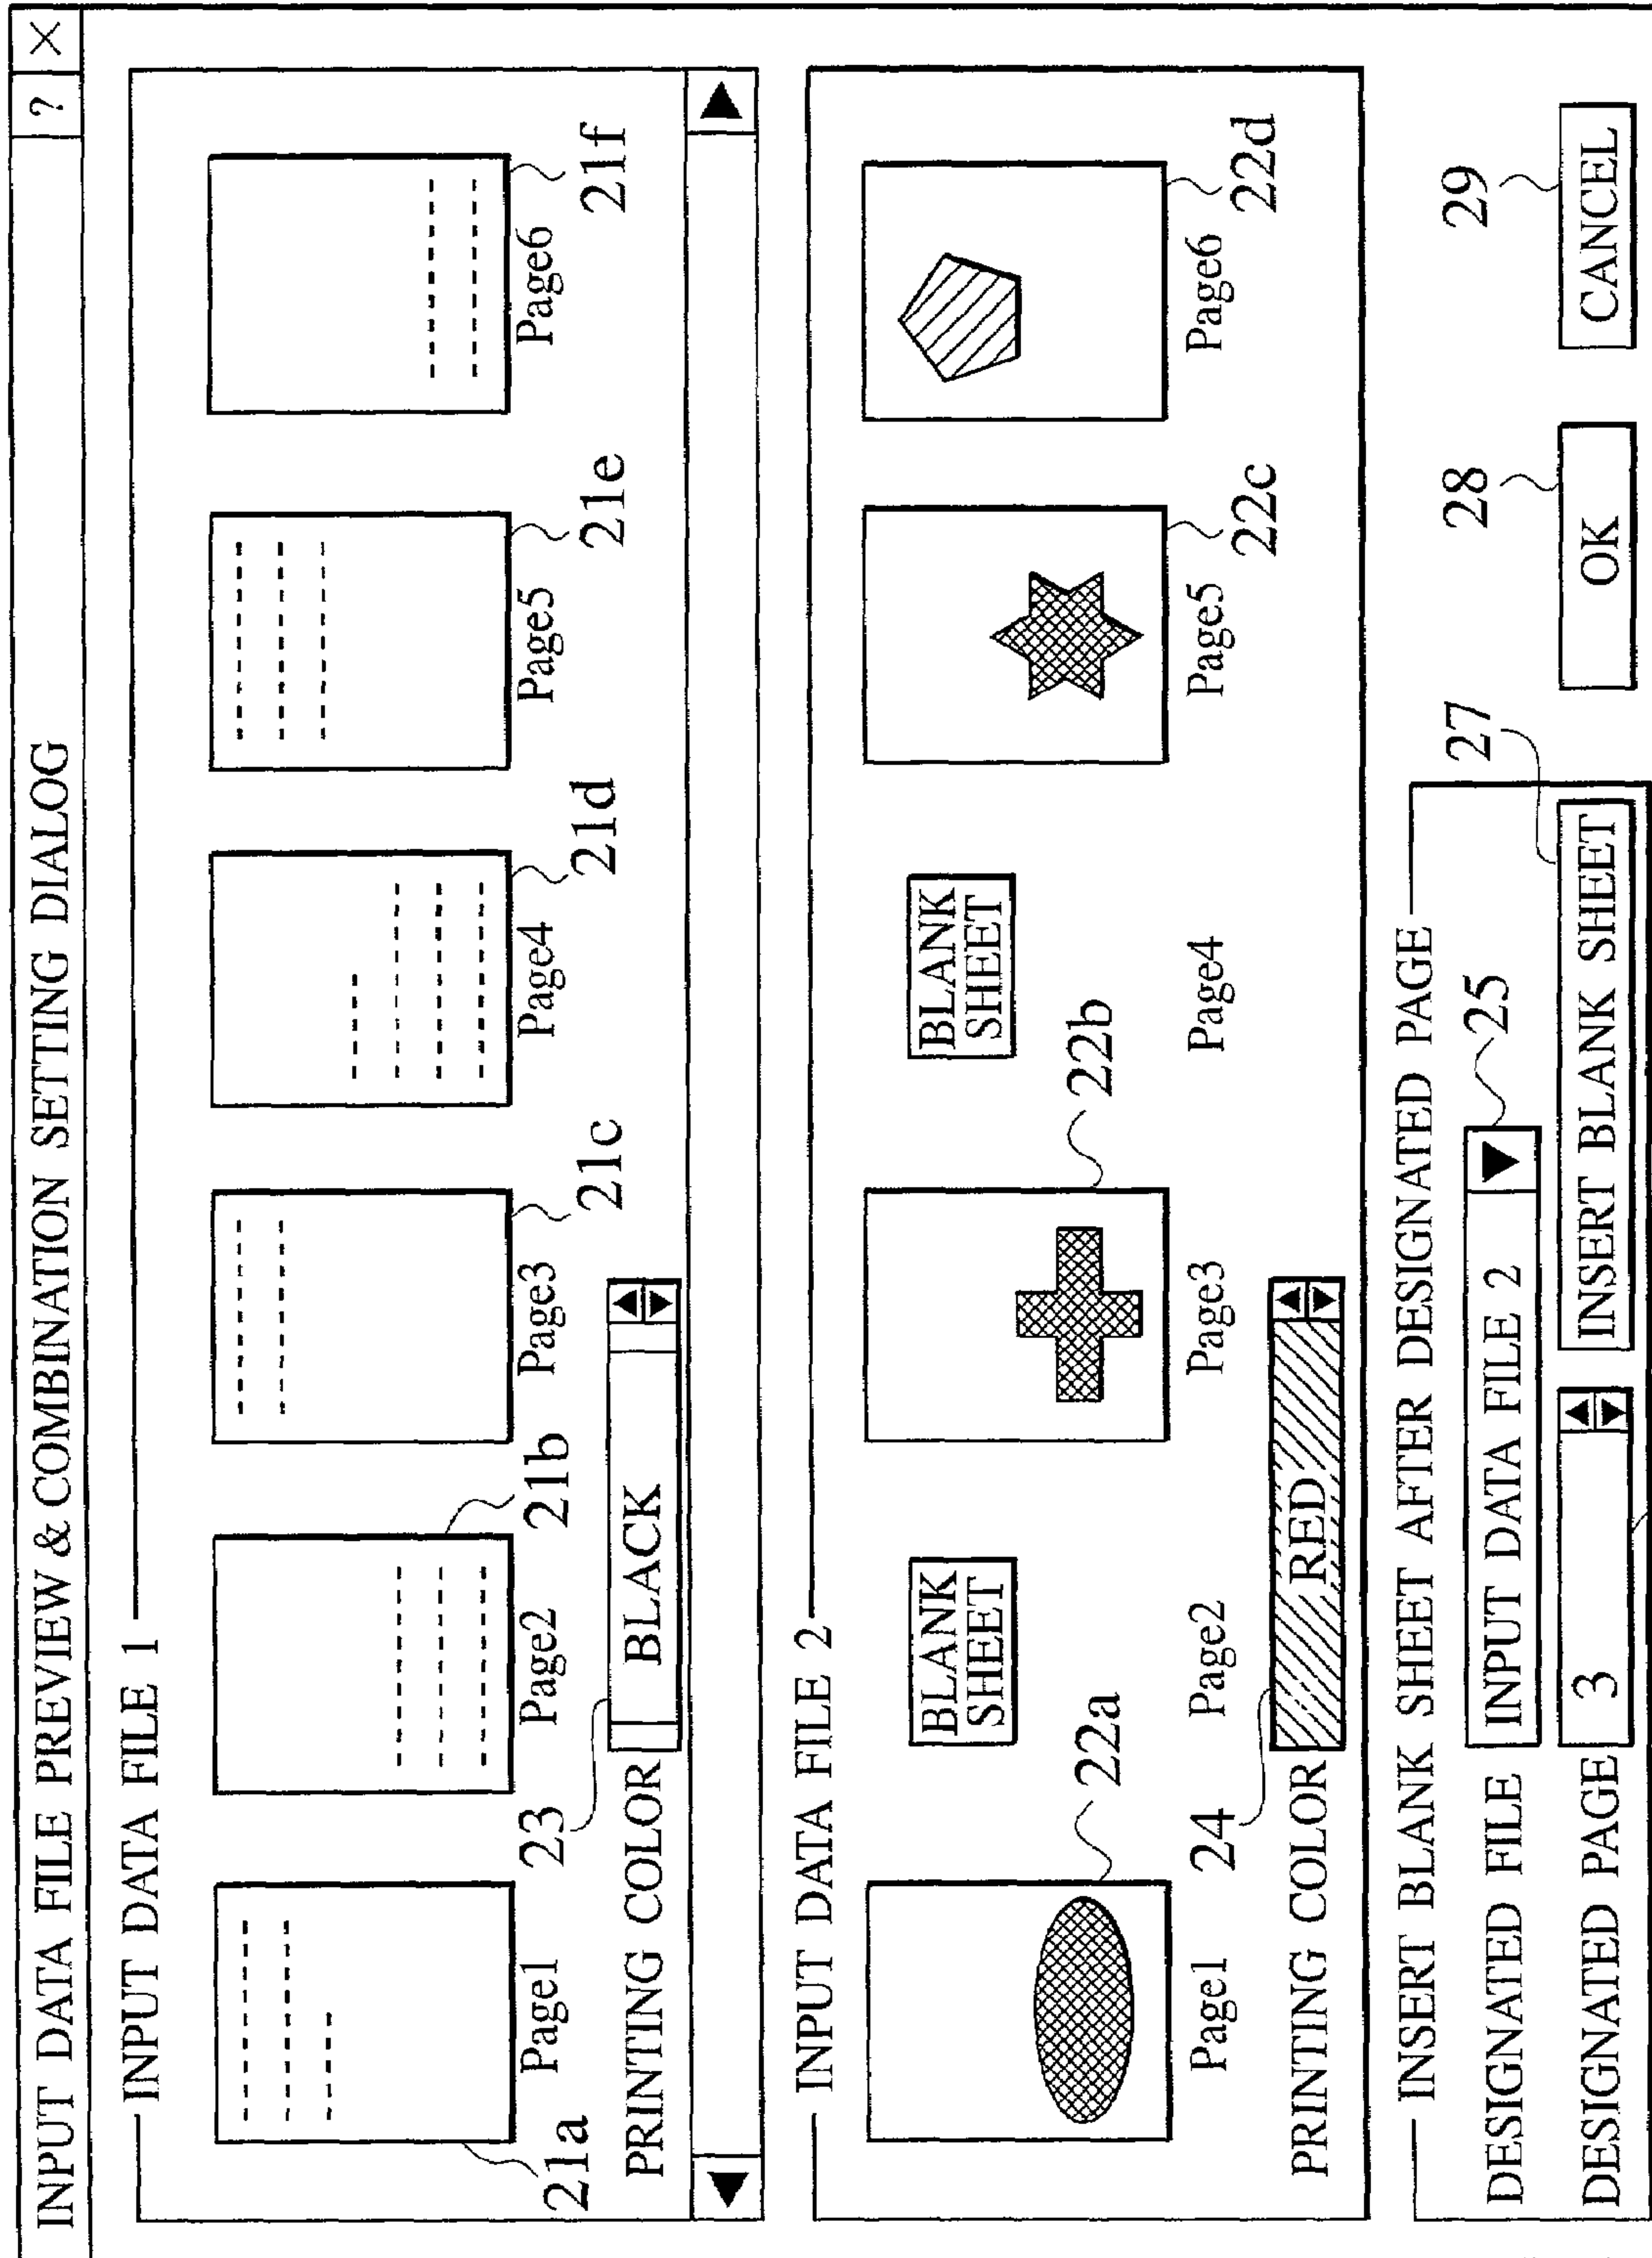 INPUT DATA FILE PREVIEW & COMBINATION SETTING DIALOG ? X
INPUT DATA FILE 1
21a 21b 21c 21d 21e 21f
Page1 Page2 Page3 Page4 Page5 Page6
23
PRINTING COLOR BLACK
INPUT DATA FILE 2
BLANK SHEET
BLANK SHEET
22a 22b 22c 22d
Page1 Page2 Page3 Page4 Page5 Page6
24
PRINTING COLOR RED
INSERT BLANK SHEET AFTER DESIGNATED PAGE
DESIGNATED FILE INPUT DATA FILE 2 25
27 28 29
DESIGNATED PAGE 3 INSERT BLANK SHEET OK CANCEL